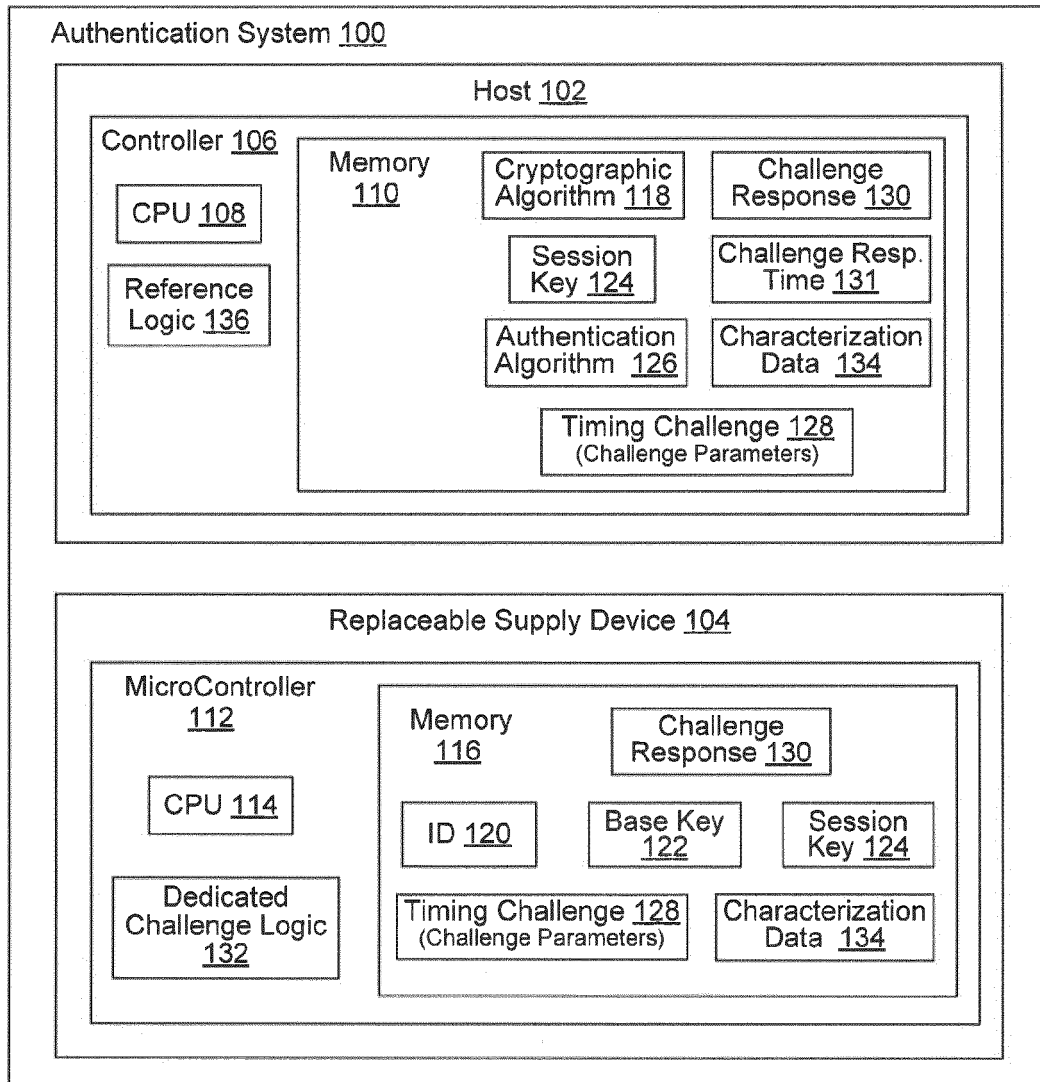 Authentication System 100
Host 102
Controller 106
CPU 108
Reference
Logic 136
Memory
110
Cryptographic
Algorithm 118
Challenge
Response 130
Session
Key 124
Challenge Resp.
Time 131
Authentication
Algorithm 126
Characterization
Data 134
Timing Challenge 128
(Challenge Parameters)
Replaceable Supply Device 104
MicroController
112
CPU 114
Dedicated
Challenge Logic
132
Memory
116
Challenge
Response 130
ID 120
Base Key
122
Session
Key 124
Timing Challenge 128
(Challenge Parameters)
Characterization
Data 134